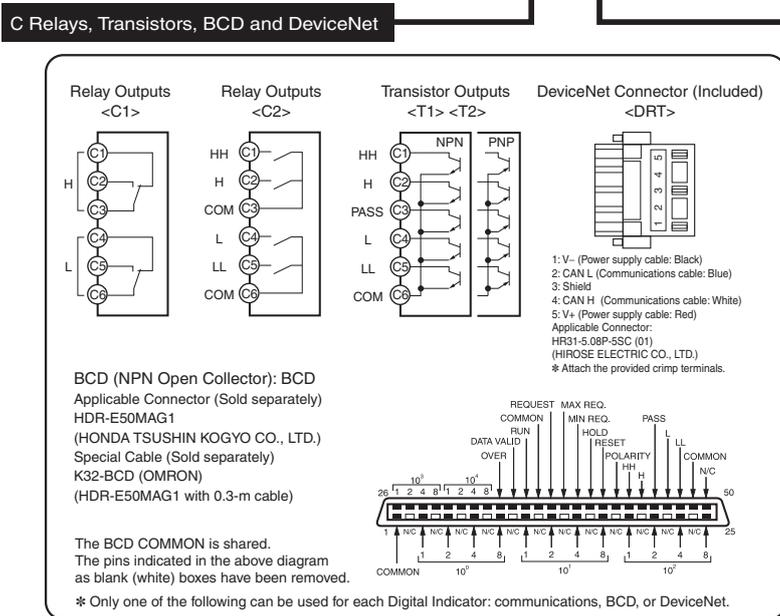 C Relays, Transistors, BCD and DeviceNet
Relay Outputs
<C1>
H
L
C1
C2
C3
C4
C5
C6
Relay Outputs
<C2>
HH C1
H C2
COM C3
L C4
LL C5
COM C6
Transistor Outputs
<T1> <T2>
NPN PNP
HH C1
H C2
PASS C3
L C4
LL C5
COM C6
DeviceNet Connector (Included)
<DRT>
1 2 3 4 5
1: V– (Power supply cable: Black)
2: CAN L (Communications cable: Blue)
3: Shield
4: CAN H (Communications cable: White)
5: V+ (Power supply cable: Red)
Applicable Connector:
HR31-5.08P-5SC (01)
(HIROSE ELECTRIC CO., LTD.)
✽ Attach the provided crimp terminals.
BCD (NPN Open Collector): BCD
Applicable Connector (Sold separately)
HDR-E50MAG1
(HONDA TSUSHIN KOGYO CO., LTD.)
Special Cable (Sold separately)
K32-BCD (OMRON)
(HDR-E50MAG1 with 0.3-m cable)
The BCD COMMON is shared.
The pins indicated in the above diagram
as blank (white) boxes have been removed.
REQUEST MAX REQ.
COMMON MIN REQ. PASS
RUN HOLD L
DATA VALID RESET LL
OVER POLARITY COMMON
HH N/C
H
10³ 10⁴
26 1 2 4 8 1 2 4 8 50
1 N/C N/C N/C N/C N/C N/C N/C N/C N/C N/C N/C N/C 25
1 2 4 8 1 2 4 8 1 2 4 8
COMMON 10⁰ 10¹ 10²
✽ Only one of the following can be used for each Digital Indicator: communications, BCD, or DeviceNet.